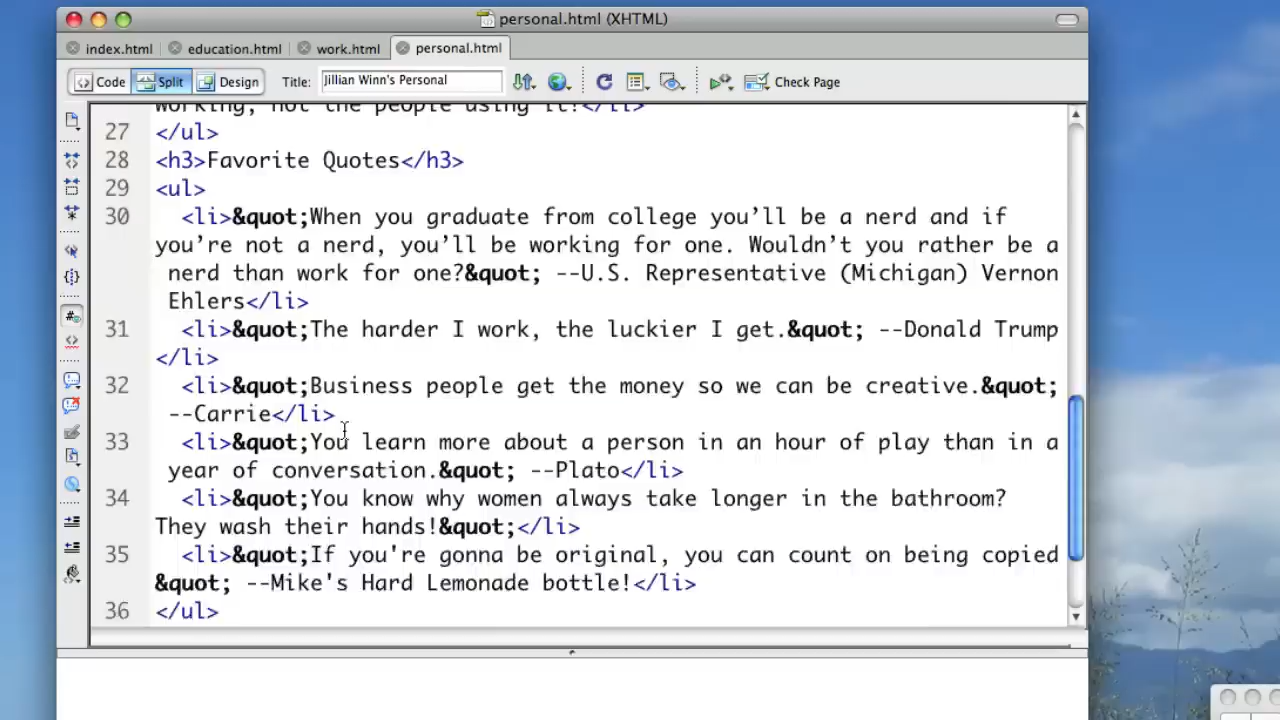 personal.html (XHTML)
index.html education.html work.html personal.html
Code Split Design Title: Jillian Winn's Personal Check Page
working, not the people using it!</li>
27 </ul>
28 <h3>Favorite Quotes</h3>
29 <ul>
30 <li>&quot;When you graduate from college you’ll be a nerd and if
you’re not a nerd, you’ll be working for one. Wouldn’t you rather be a
nerd than work for one?&quot; --U.S. Representative (Michigan) Vernon
Ehlers</li>
31 <li>&quot;The harder I work, the luckier I get.&quot; --Donald Trump
</li>
32 <li>&quot;Business people get the money so we can be creative.&quot;
--Carrie</li>
33 <li>&quot;You learn more about a person in an hour of play than in a
year of conversation.&quot; --Plato</li>
34 <li>&quot;You know why women always take longer in the bathroom?
They wash their hands!&quot;</li>
35 <li>&quot;If you're gonna be original, you can count on being copied
&quot; --Mike's Hard Lemonade bottle!</li>
36 </ul>